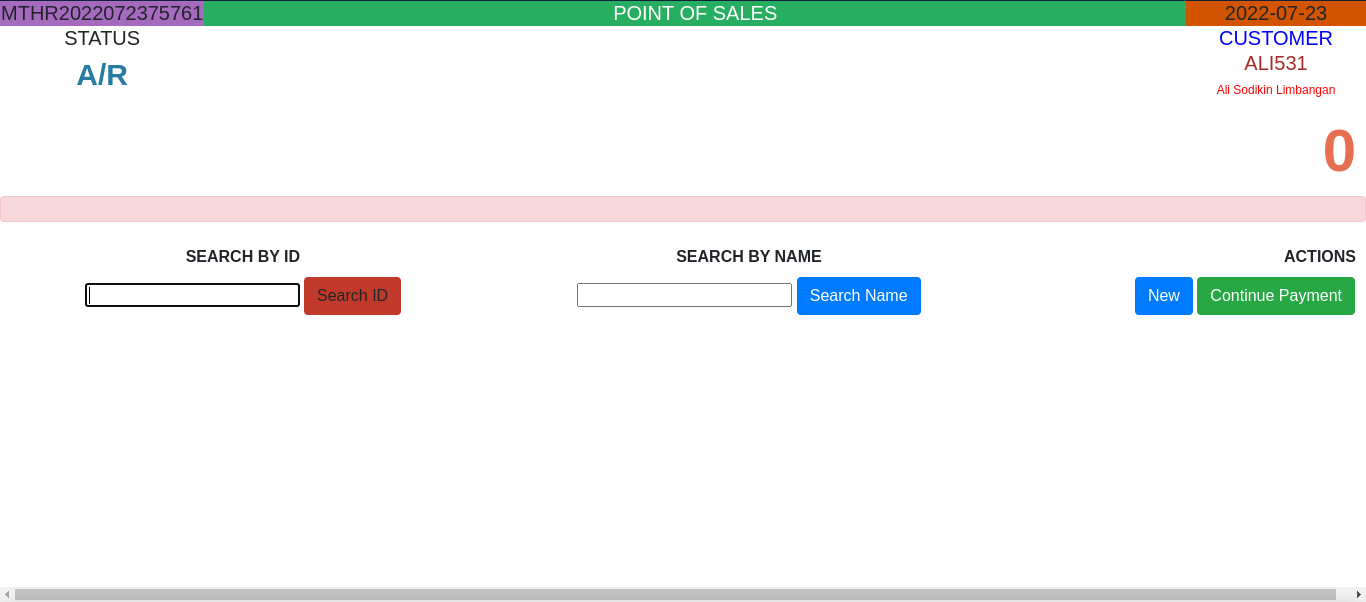 MTHR2022072375761 POINT OF SALES 2022-07-23
STATUS CUSTOMER
A/R ALI531
Ali Sodikin Limbangan
0
SEARCH BY ID SEARCH BY NAME ACTIONS
Search ID Search Name New Continue Payment